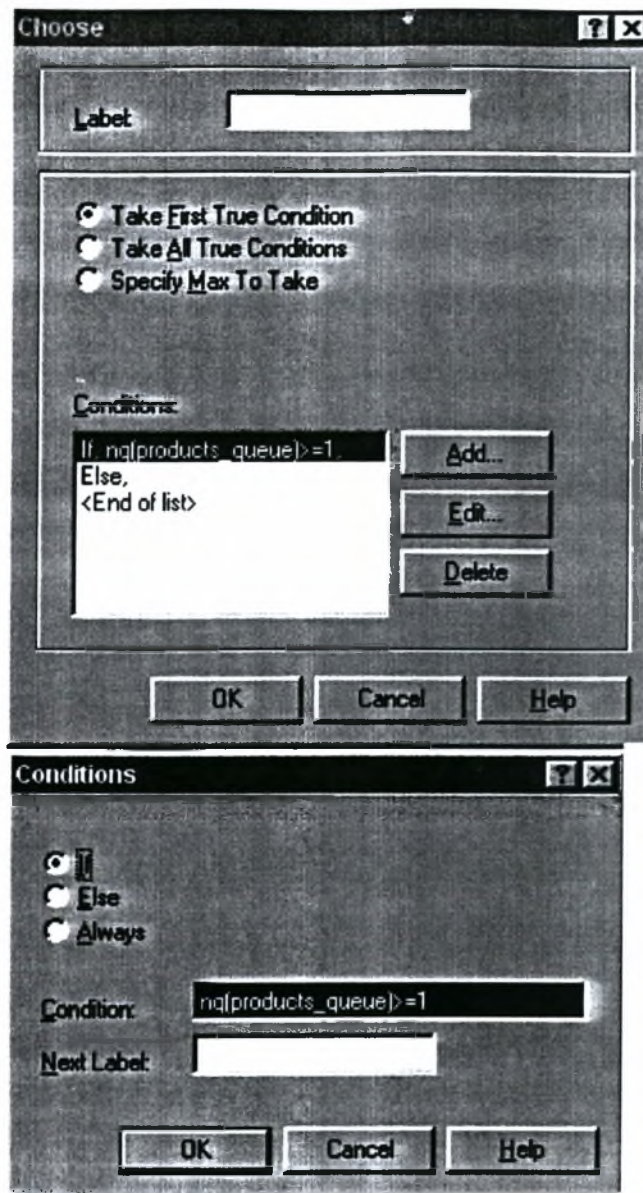 Choose
Label:
Take First True Condition
Take All True Conditions
Specify Max To Take
Conditions:
If, nq(products_queue)>=1,
Else,
<End of list>
Add...
Edit...
Delete
OK Cancel Help
Conditions
If
Else
Always
Condition: nq(products_queue)>=1
Next Label:
OK Cancel Help